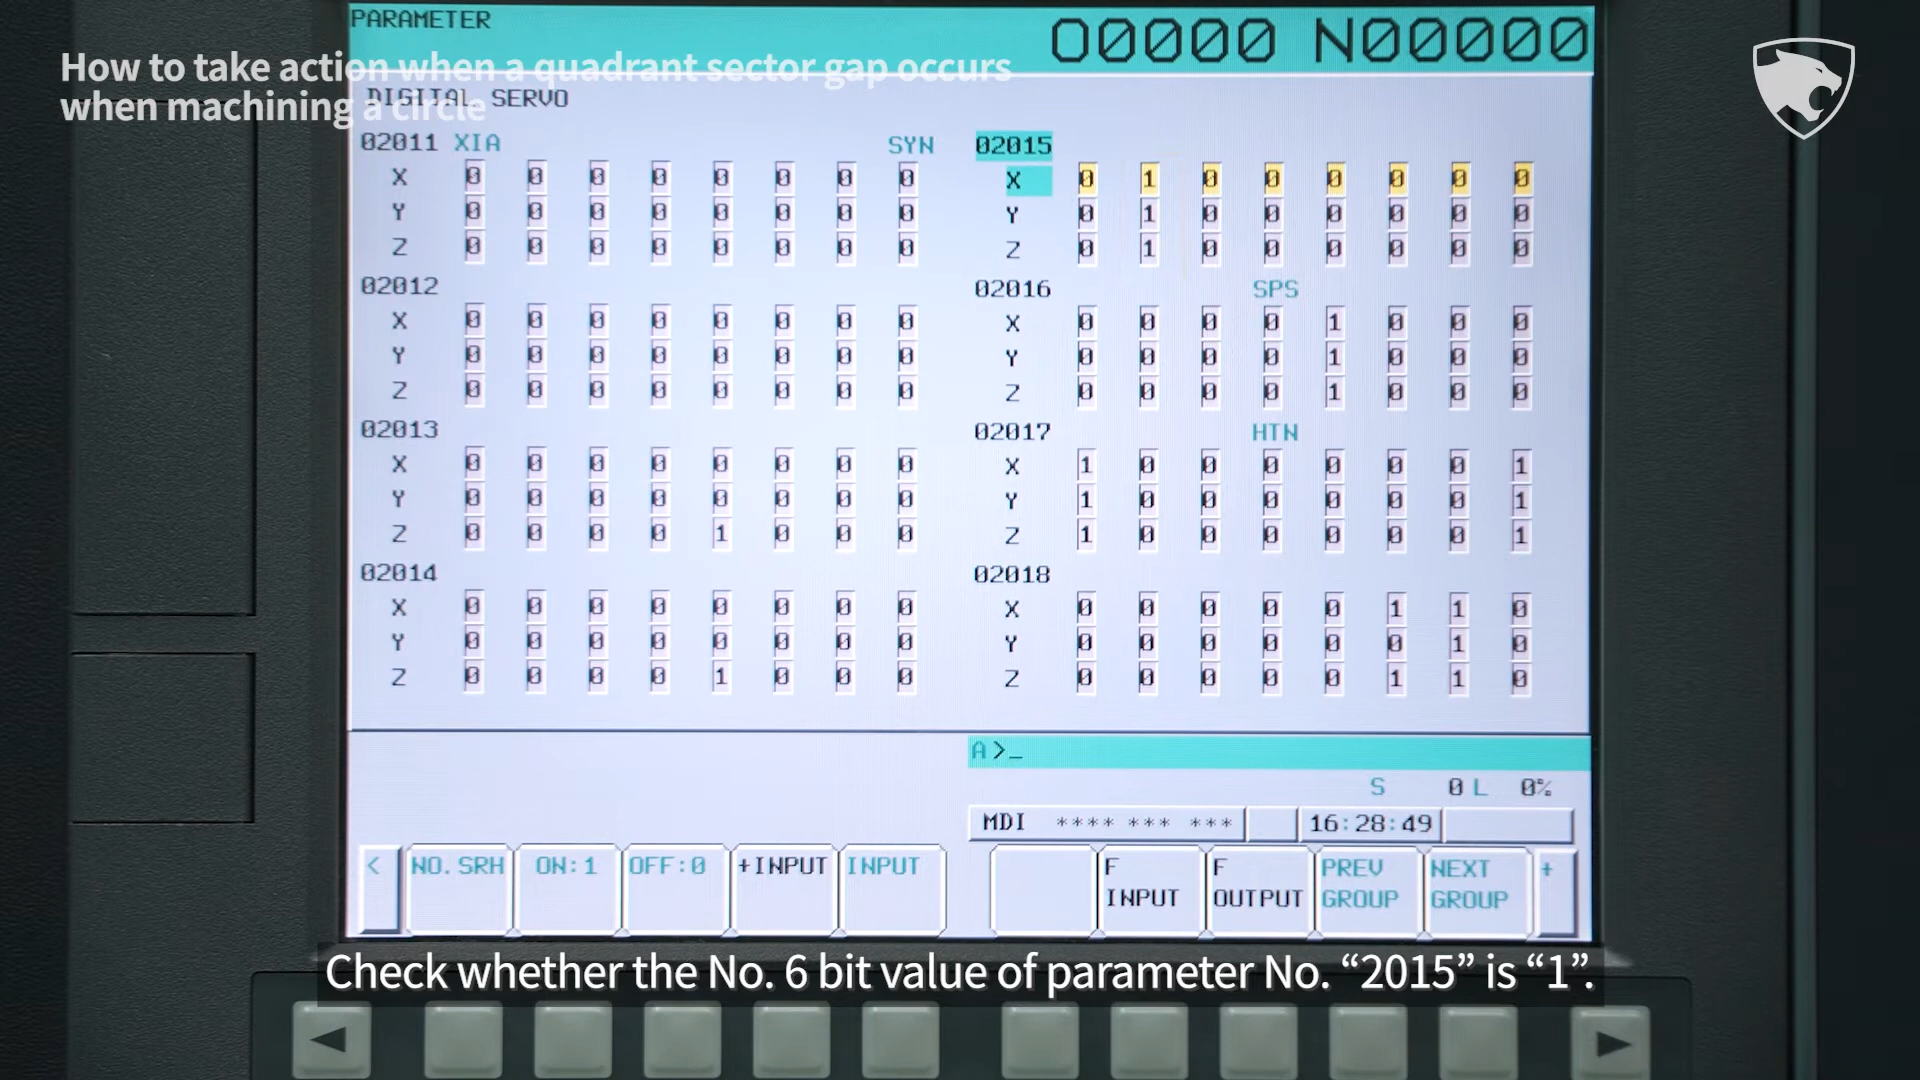 PARAMETER
O0000 N00000
How to take action when a quadrant sector gap occurs
when machining a circle
DIGITAL SERVO
02011 XIA SYN
X 0 0 0 0 0 0 0 0
Y 0 0 0 0 0 0 0 0
Z 0 0 0 0 0 0 0 0
02012
X 0 0 0 0 0 0 0 0
Y 0 0 0 0 0 0 0 0
Z 0 0 0 0 0 0 0 0
02013
X 0 0 0 0 0 0 0 0
Y 0 0 0 0 0 0 0 0
Z 0 0 0 0 1 0 0 0
02014
X 0 0 0 0 0 0 0 0
Y 0 0 0 0 0 0 0 0
Z 0 0 0 0 1 0 0 0
02015
X 0 1 0 0 0 0 0 0
Y 0 1 0 0 0 0 0 0
Z 0 1 0 0 0 0 0 0
02016 SPS
X 0 0 0 0 1 0 0 0
Y 0 0 0 0 1 0 0 0
Z 0 0 0 0 1 0 0 0
02017 HTN
X 1 0 0 0 0 0 0 1
Y 1 0 0 0 0 0 0 1
Z 1 0 0 0 0 0 0 1
02018
X 0 0 0 0 0 1 1 0
Y 0 0 0 0 0 0 1 0
Z 0 0 0 0 0 1 1 0
A>_
S 0 L 0%
MDI **** *** *** 16:28:49
< NO.SRH ON:1 OFF:0 +INPUT INPUT
F INPUT
F OUTPUT
PREV GROUP
NEXT GROUP
+
Check whether the No. 6 bit value of parameter No. “2015” is “1”.